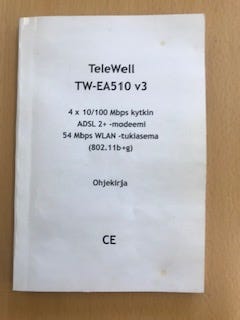 TeleWell
TW-EA510 v3
4 x 10/100 Mbps kytkin
ADSL 2+ -modeemi
54 Mbps WLAN -tukiasema
(802.11b+g)
Ohjekirja
CE